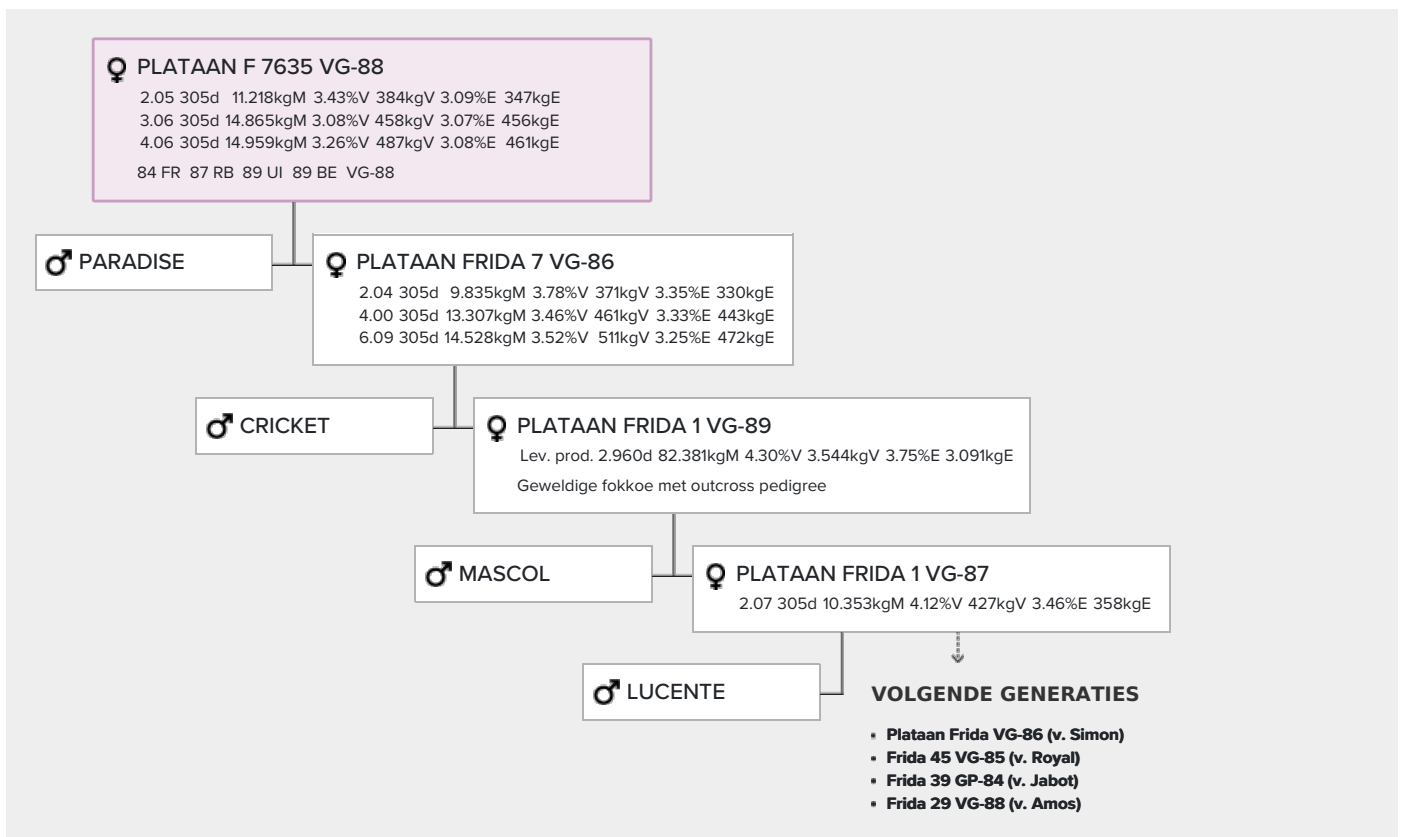 PLATAAN F 7635 VG-88
2.05 305d 11.218kgM 3.43%V 384kgV 3.09%E 347kgE
3.06 305d 14.865kgM 3.08%V 458kgV 3.07%E 456kgE
4.06 305d 14.959kgM 3.26%V 487kgV 3.08%E 461kgE
84 FR 87 RB 89 UI 89 BE VG-88
PARADISE
PLATAAN FRIDA 7 VG-86
2.04 305d 9.835kgM 3.78%V 371kgV 3.35%E 330kgE
4.00 305d 13.307kgM 3.46%V 461kgV 3.33%E 443kgE
6.09 305d 14.528kgM 3.52%V 511kgV 3.25%E 472kgE
CRICKET
PLATAAN FRIDA 1 VG-89
Lev. prod. 2.960d 82.381kgM 4.30%V 3.544kgV 3.75%E 3.091kgE
Geweldige fokkoe met outcross pedigree
MASCOL
PLATAAN FRIDA 1 VG-87
2.07 305d 10.353kgM 4.12%V 427kgV 3.46%E 358kgE
LUCENTE
VOLGENDE GENERATIES
• Plataan Frida VG-86 (v. Simon)
• Frida 45 VG-85 (v. Royal)
• Frida 39 GP-84 (v. Jabot)
• Frida 29 VG-88 (v. Amos)